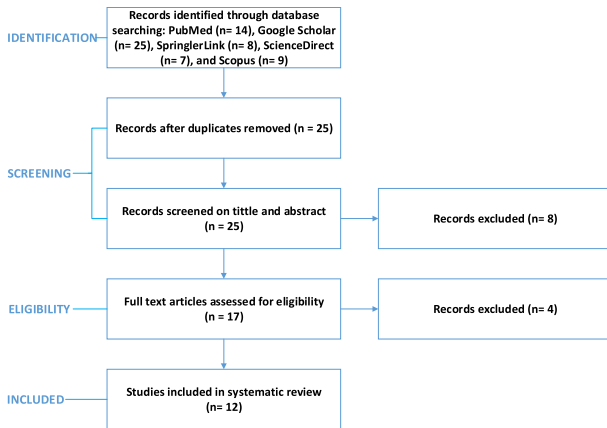 IDENTIFICATION
Records identified through database
searching: PubMed (n= 14), Google Scholar
(n= 25), SpringlerLink (n= 8), ScienceDirect
(n= 7), and Scopus (n= 9)
SCREENING
Records after duplicates removed (n = 25)
Records screened on tittle and abstract
(n = 25)
Records excluded (n= 8)
ELIGIBILITY
Full text articles assessed for eligibility
(n = 17)
Records excluded (n= 4)
INCLUDED
Studies included in systematic review
(n= 12)